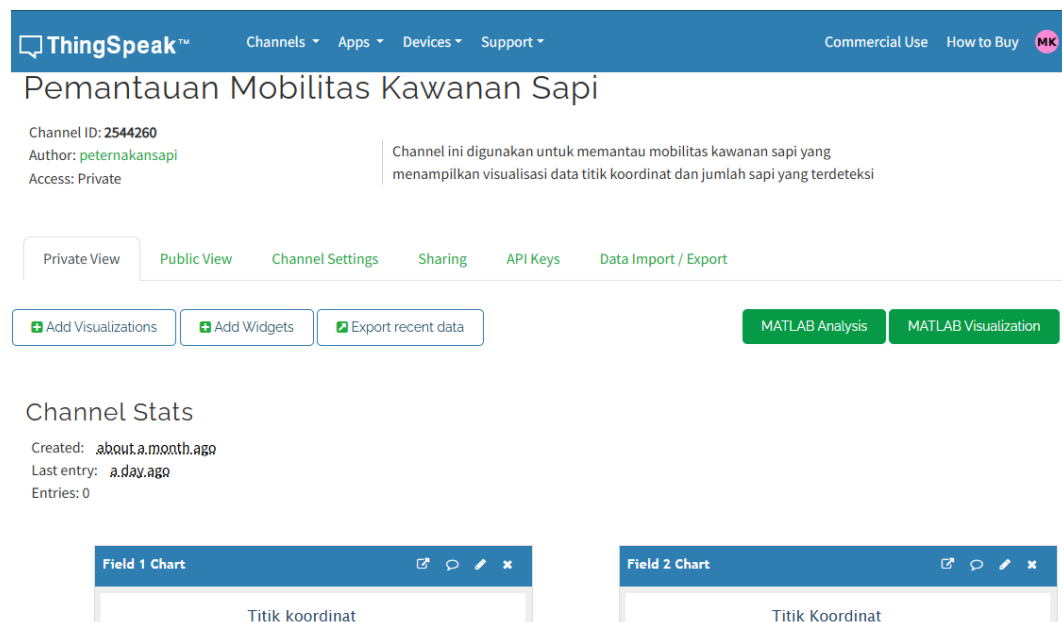 ThingSpeak™ Channels Apps Devices Support Commercial Use How to Buy MK
Pemantauan Mobilitas Kawanan Sapi
Channel ID: 2544260
Author: peternakansapi
Access: Private
Channel ini digunakan untuk memantau mobilitas kawanan sapi yang
menampilkan visualisasi data titik koordinat dan jumlah sapi yang terdeteksi
Private View Public View Channel Settings Sharing API Keys Data Import / Export
Add Visualizations Add Widgets Export recent data MATLAB Analysis MATLAB Visualization
Channel Stats
Created: about a month ago
Last entry: a day ago
Entries: 0
Field 1 Chart Field 2 Chart
Titik koordinat Titik Koordinat